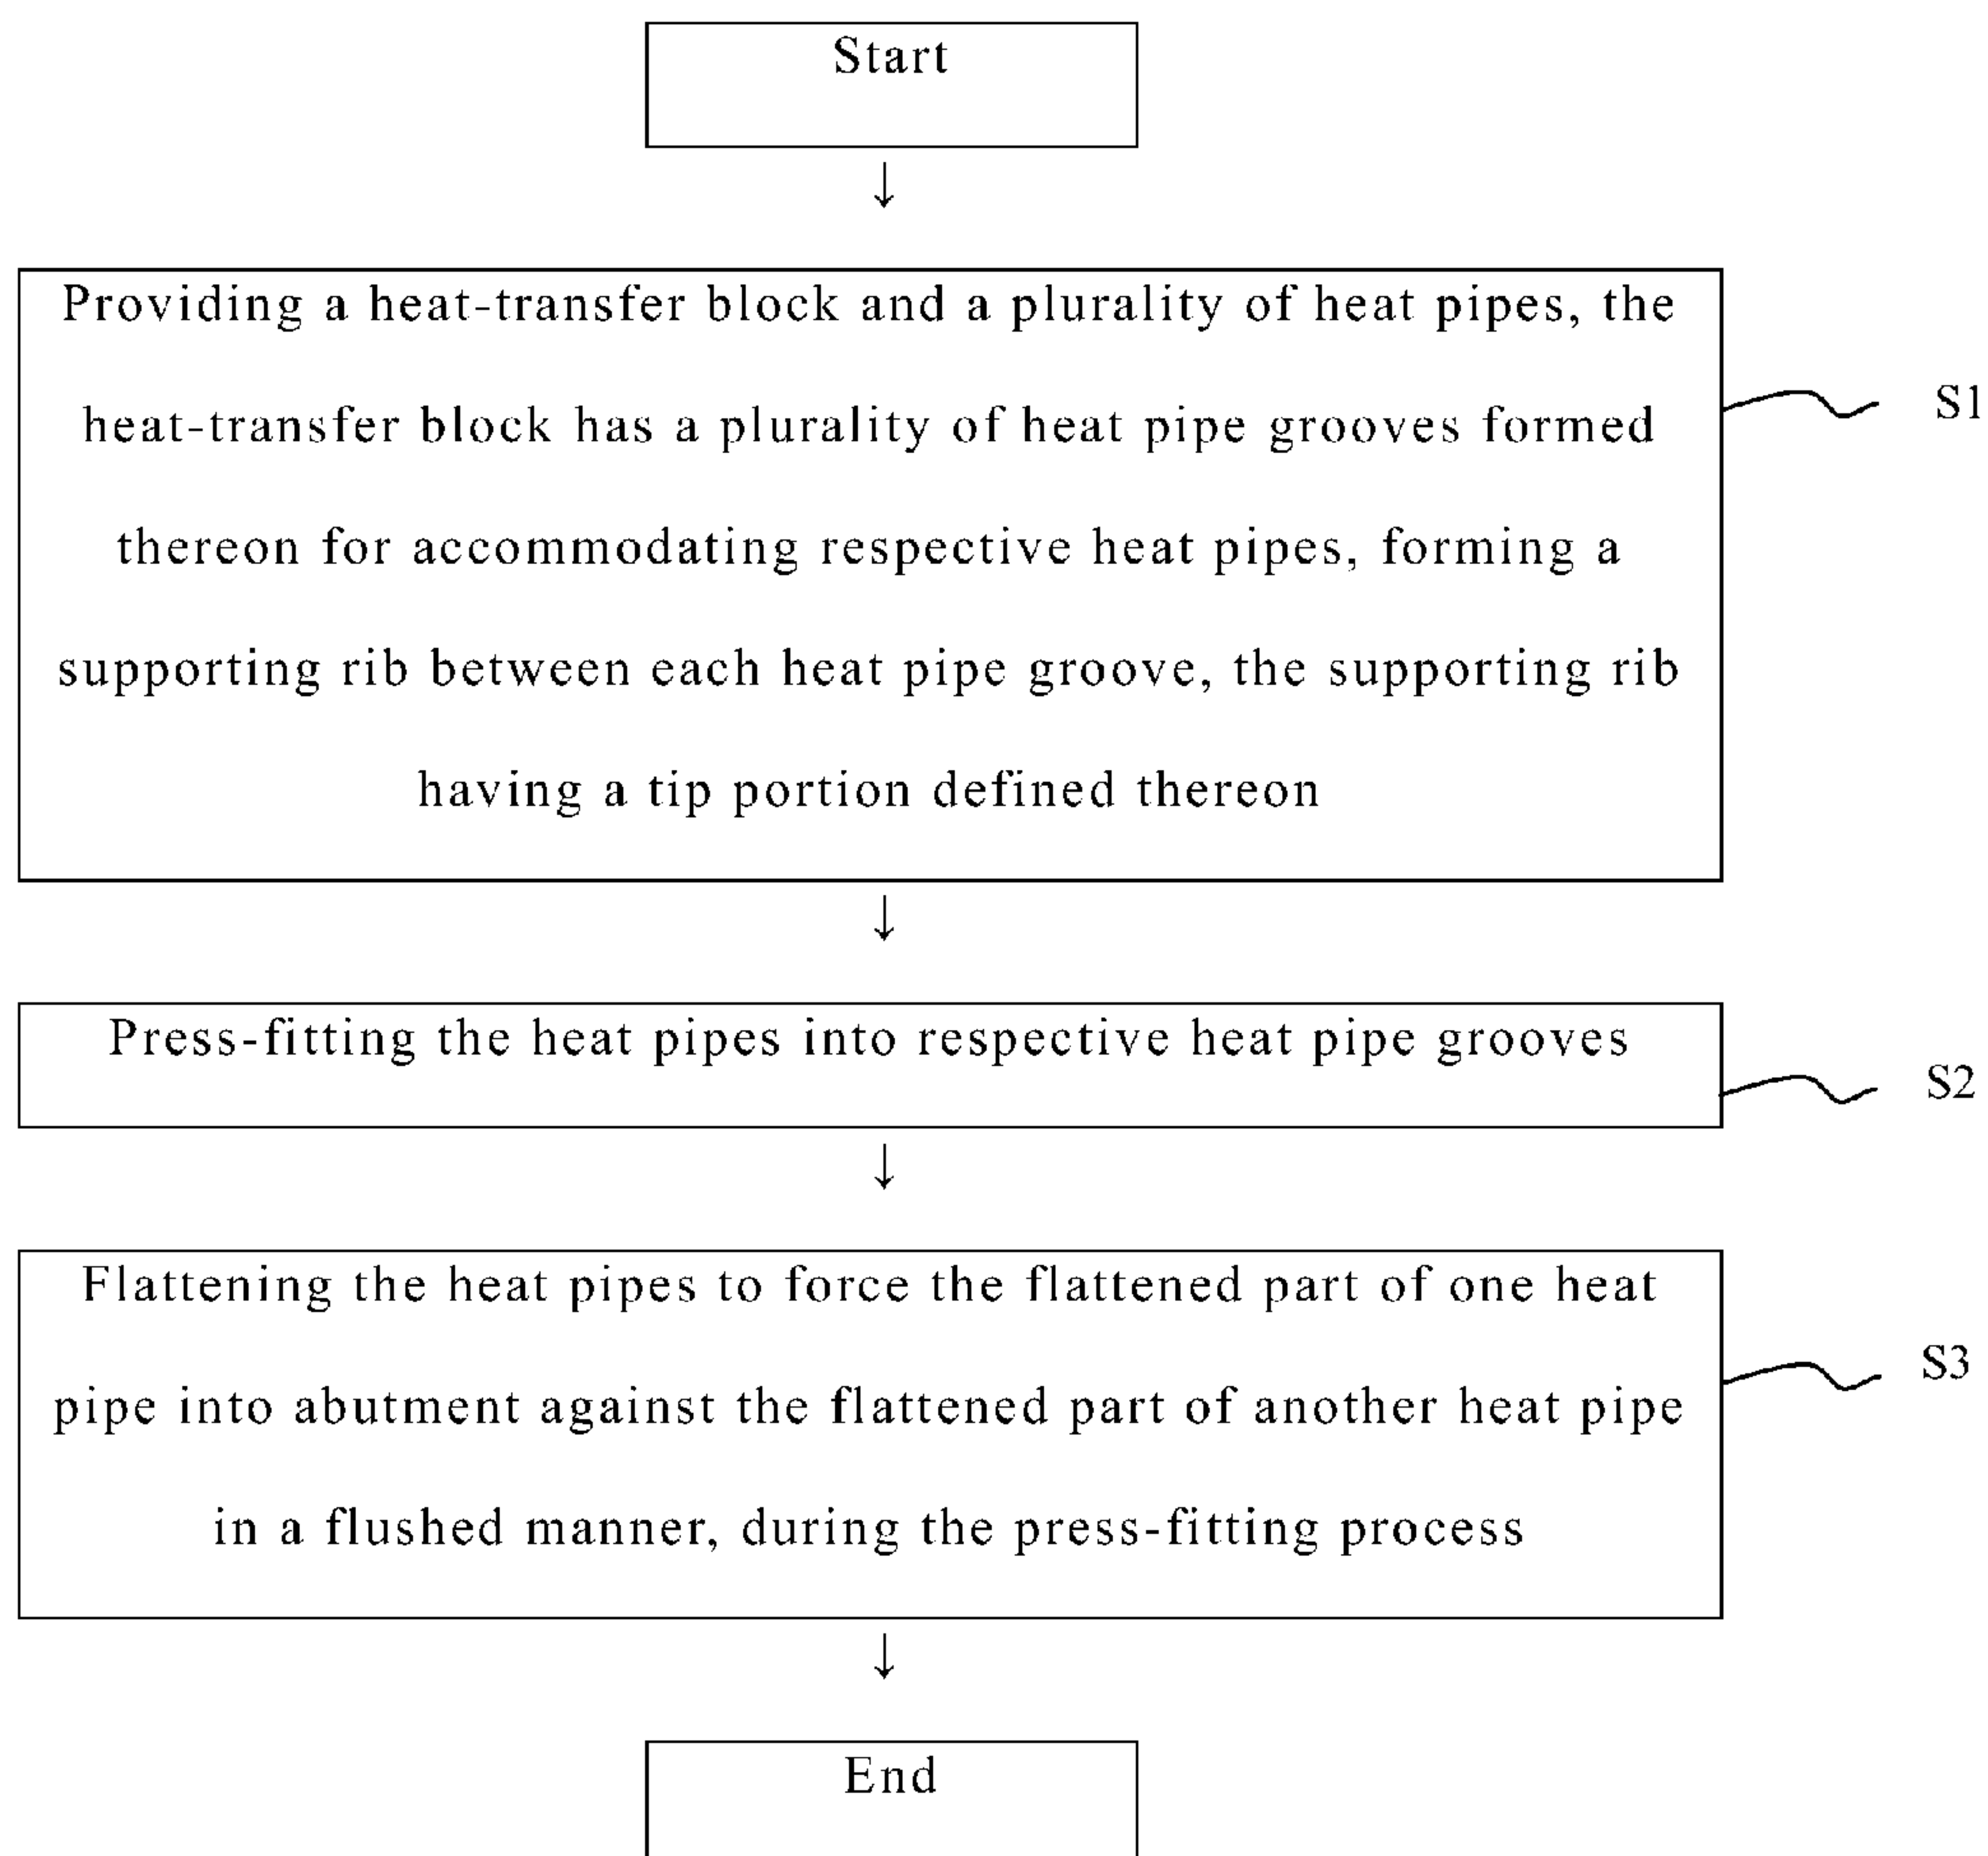 Start
↓
Providing a heat-transfer block and a plurality of heat pipes, the
heat-transfer block has a plurality of heat pipe grooves formed
thereon for accommodating respective heat pipes, forming a
supporting rib between each heat pipe groove, the supporting rib
having a tip portion defined thereon
S1
↓
Press-fitting the heat pipes into respective heat pipe grooves
S2
↓
Flattening the heat pipes to force the flattened part of one heat
pipe into abutment against the flattened part of another heat pipe
in a flushed manner, during the press-fitting process
S3
↓
End